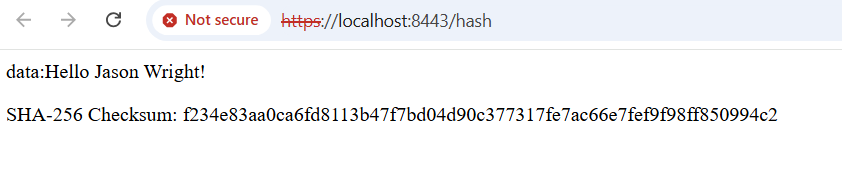 Not secure https://localhost:8443/hash
data:Hello Jason Wright!
SHA-256 Checksum: f234e83aa0ca6fd8113b47f7bd04d90c377317fe7ac66e7fef9f98ff850994c2